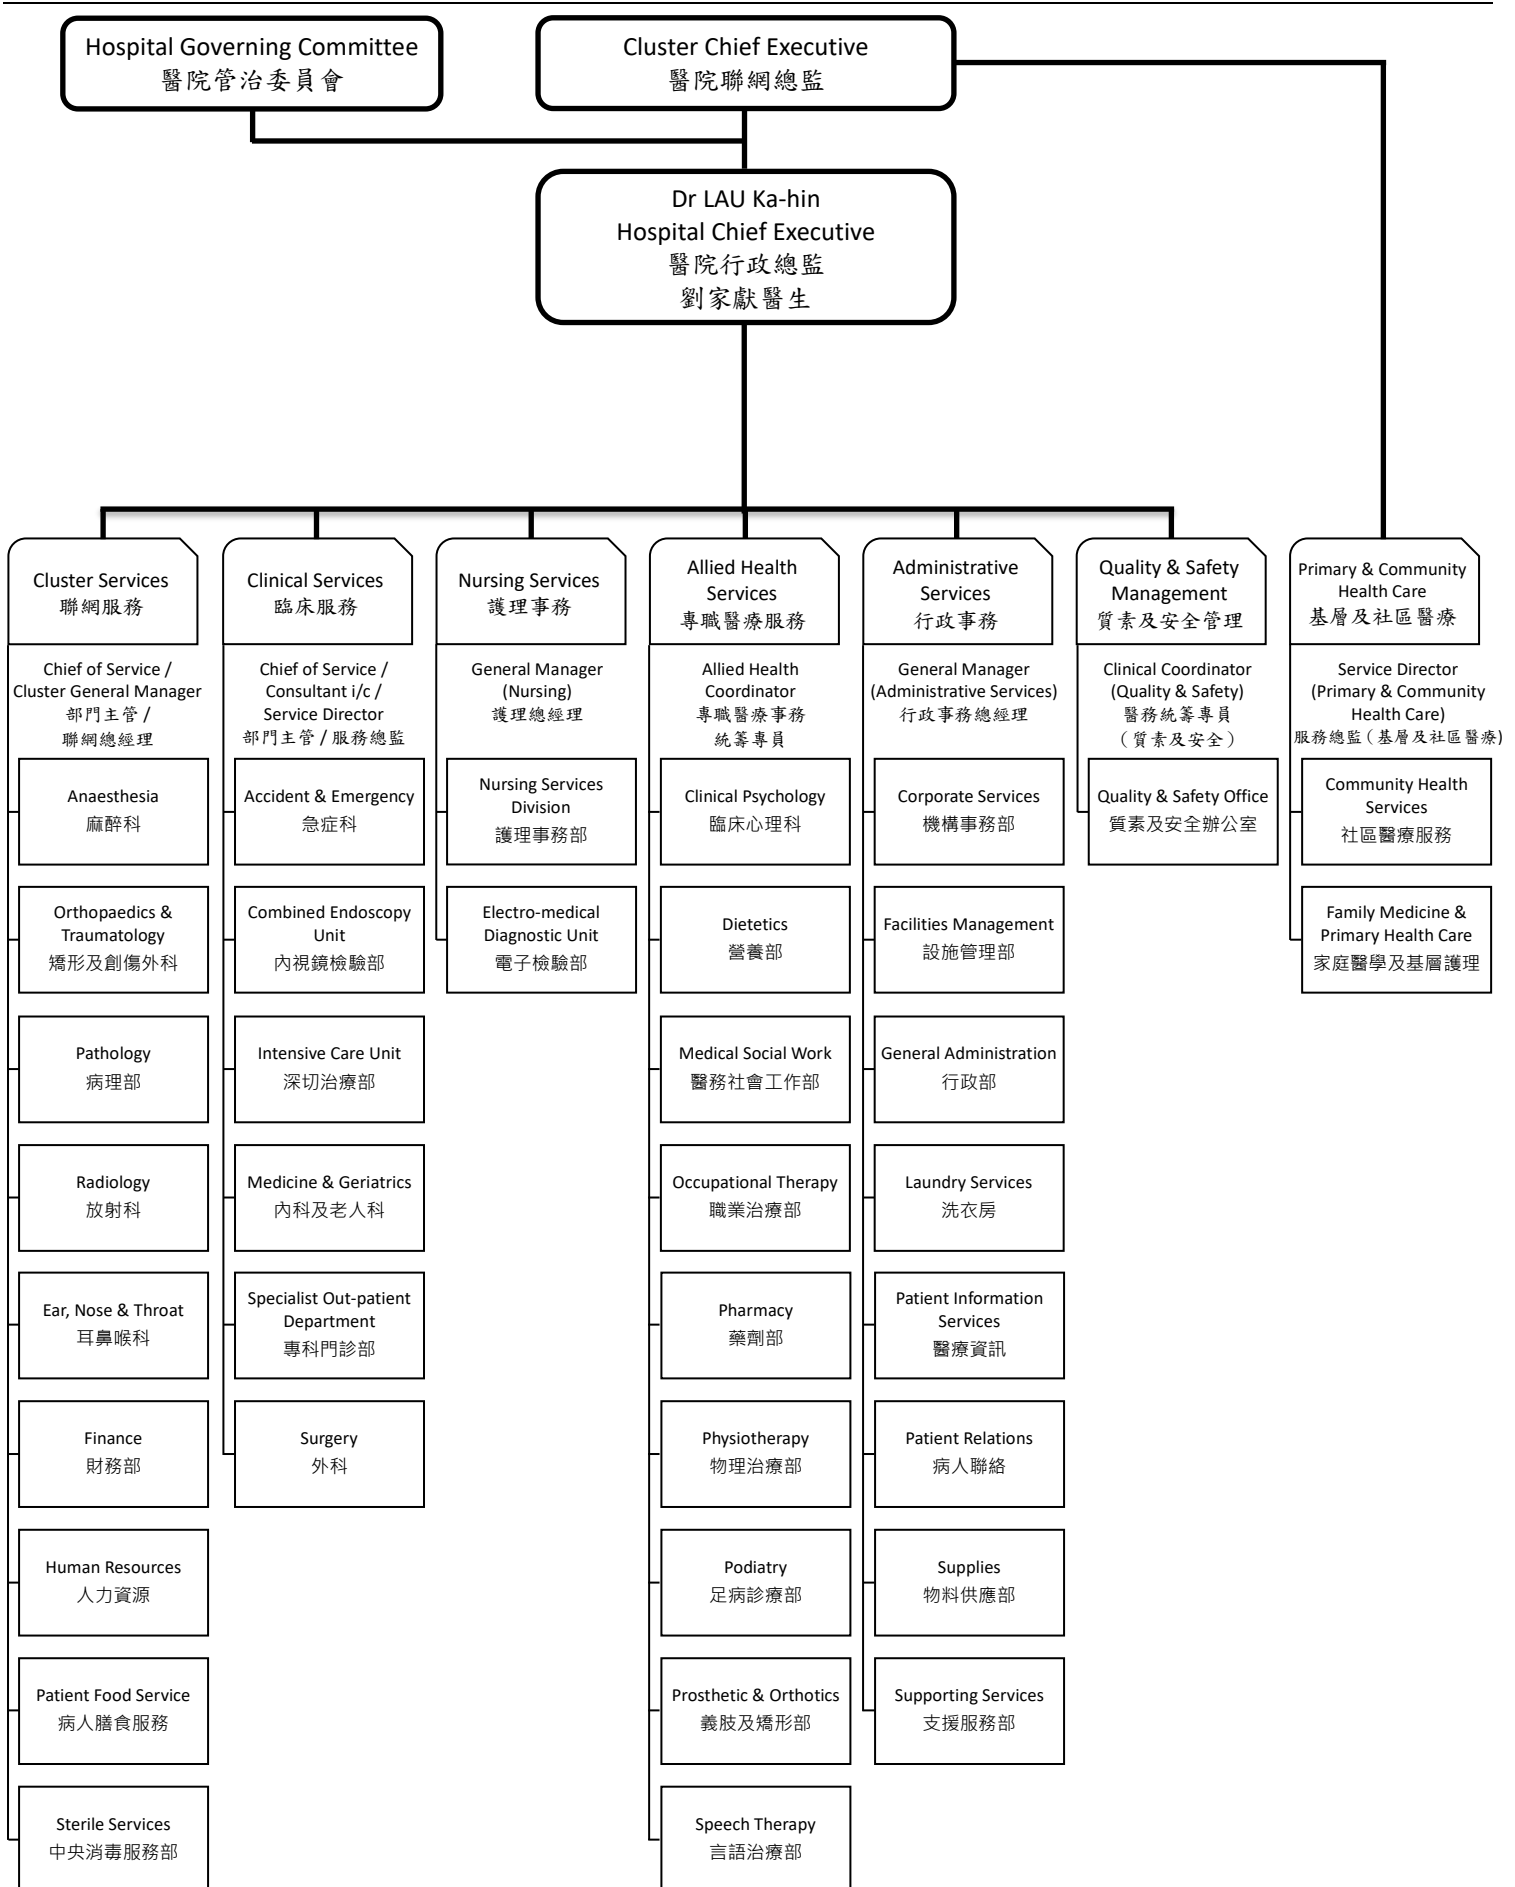 Hospital Governing Committee
醫院管治委員會
Cluster Chief Executive
醫院聯網總監
Dr LAU Ka-hin
Hospital Chief Executive
醫院行政總監
劉家獻醫生
Cluster Services
聯網服務
Chief of Service /
Cluster General Manager
部門主管 /
聯網總經理
Anaesthesia
麻醉科
Orthopaedics &
Traumatology
矯形及創傷外科
Pathology
病理部
Radiology
放射科
Ear, Nose & Throat
耳鼻喉科
Finance
財務部
Human Resources
人力資源
Patient Food Service
病人膳食服務
Sterile Services
中央消毒服務部
Clinical Services
臨床服務
Chief of Service /
Consultant i/c /
Service Director
部門主管 / 服務總監
Accident & Emergency
急症科
Combined Endoscopy
Unit
內視鏡檢驗部
Intensive Care Unit
深切治療部
Medicine & Geriatrics
內科及老人科
Specialist Out-patient
Department
專科門診部
Surgery
外科
Nursing Services
護理事務
General Manager
(Nursing)
護理總經理
Nursing Services
Division
護理事務部
Electro-medical
Diagnostic Unit
電子檢驗部
Allied Health
Services
專職醫療服務
Allied Health
Coordinator
專職醫療事務
統籌專員
Clinical Psychology
臨床心理科
Dietetics
營養部
Medical Social Work
醫務社會工作部
Occupational Therapy
職業治療部
Pharmacy
藥劑部
Physiotherapy
物理治療部
Podiatry
足病診療部
Prosthetic & Orthotics
義肢及矯形部
Speech Therapy
言語治療部
Administrative
Services
行政事務
General Manager
(Administrative Services)
行政事務總經理
Corporate Services
機構事務部
Facilities Management
設施管理部
General Administration
行政部
Laundry Services
洗衣房
Patient Information
Services
醫療資訊
Patient Relations
病人聯絡
Supplies
物料供應部
Supporting Services
支援服務部
Quality & Safety
Management
質素及安全管理
Clinical Coordinator
(Quality & Safety)
醫務統籌專員
（質素及安全）
Quality & Safety Office
質素及安全辦公室
Primary & Community
Health Care
基層及社區醫療
Service Director
(Primary & Community
Health Care)
服務總監（基層及社區醫療)
Community Health
Services
社區醫療服務
Family Medicine &
Primary Health Care
家庭醫學及基層護理